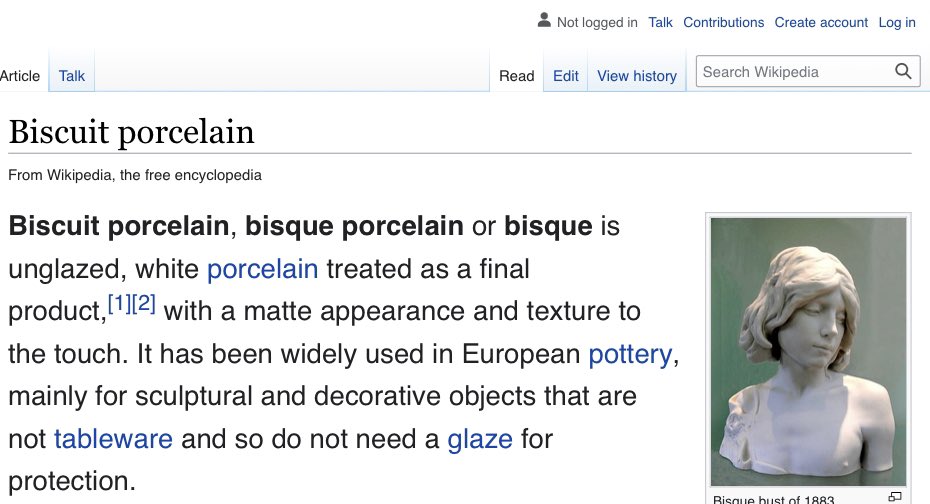 Not logged in Talk Contributions Create account Log in
Article Talk Read Edit View history Search Wikipedia
Biscuit porcelain
From Wikipedia, the free encyclopedia
Biscuit porcelain, bisque porcelain or bisque is
unglazed, white porcelain treated as a final
product,[1][2] with a matte appearance and texture to
the touch. It has been widely used in European pottery,
mainly for sculptural and decorative objects that are
not tableware and so do not need a glaze for
protection.
Bisque bust of 1883